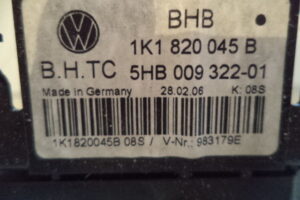 BHB
1K1 820 045 B
B.H.TC 5HB 009 322-01
Made in Germany 28.02.06 K: 08S
1K1820045B 08S / V-Nr.: 983179E